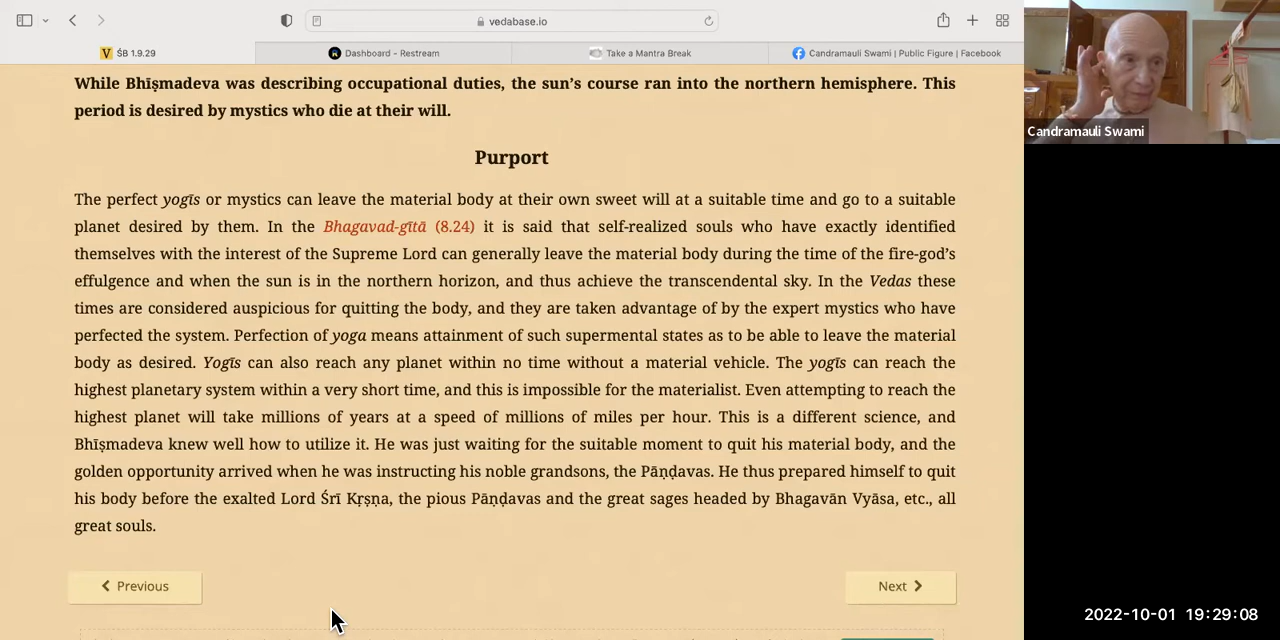 vedabase.io
ŚB 1.9.29
Dashboard - Restream
Take a Mantra Break
Candramauli Swami | Public Figure | Facebook
While Bhīṣmadeva was describing occupational duties, the sun's course ran into the northern hemisphere. This
period is desired by mystics who die at their will.
Purport
The perfect yogīs or mystics can leave the material body at their own sweet will at a suitable time and go to a suitable
planet desired by them. In the Bhagavad-gītā (8.24) it is said that self-realized souls who have exactly identified
themselves with the interest of the Supreme Lord can generally leave the material body during the time of the fire-god's
effulgence and when the sun is in the northern horizon, and thus achieve the transcendental sky. In the Vedas these
times are considered auspicious for quitting the body, and they are taken advantage of by the expert mystics who have
perfected the system. Perfection of yoga means attainment of such supermental states as to be able to leave the material
body as desired. Yogīs can also reach any planet within no time without a material vehicle. The yogīs can reach the
highest planetary system within a very short time, and this is impossible for the materialist. Even attempting to reach the
highest planet will take millions of years at a speed of millions of miles per hour. This is a different science, and
Bhīṣmadeva knew well how to utilize it. He was just waiting for the suitable moment to quit his material body, and the
golden opportunity arrived when he was instructing his noble grandsons, the Pāṇḍavas. He thus prepared himself to quit
his body before the exalted Lord Śrī Kṛṣṇa, the pious Pāṇḍavas and the great sages headed by Bhagavān Vyāsa, etc., all
great souls.
Previous
Next
Candramauli Swami
2022-10-01 19:29:08